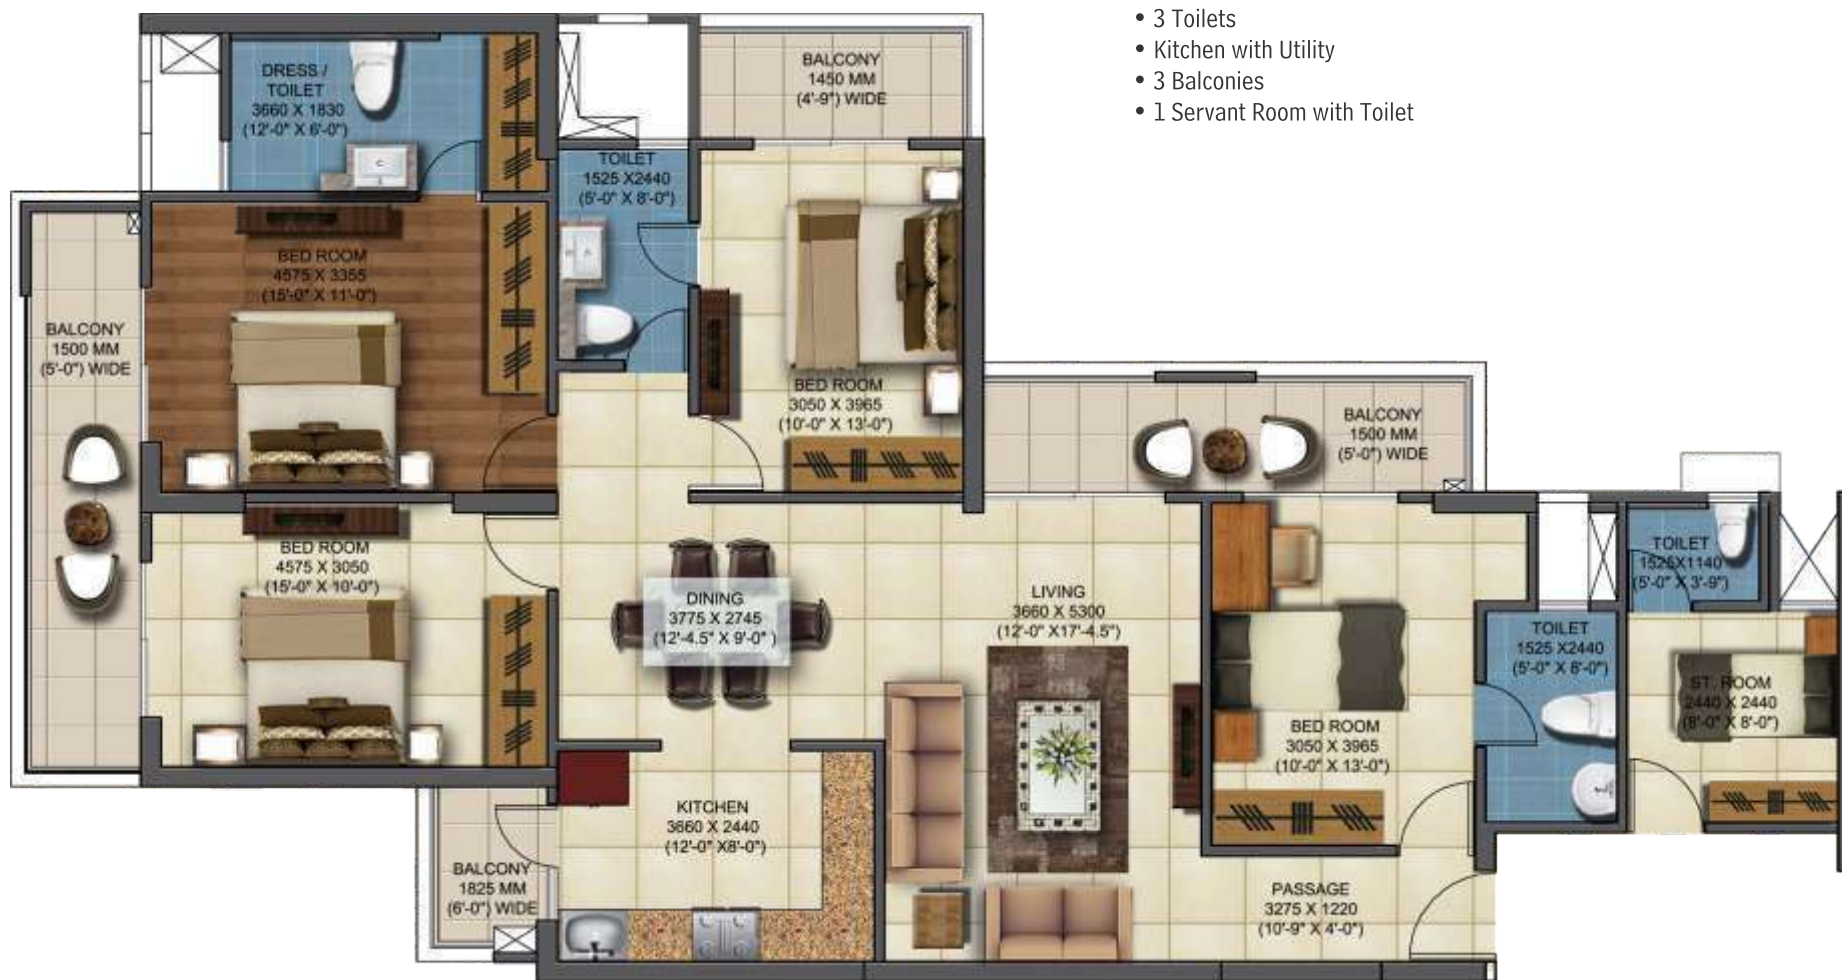 • 3 Toilets
• Kitchen with Utility
• 3 Balconies
• 1 Servant Room with Toilet
DRESS /
TOILET
3660 X 1830
(12'-0" X 6'-0")
BALCONY
1450 MM
(4'-9") WIDE
TOILET
1525 X2440
(5'-0" X 8'-0")
BED ROOM
4575 X 3355
(15'-0" X 11'-0")
BALCONY
1500 MM
(5'-0") WIDE
BED ROOM
3050 X 3965
(10'-0" X 13'-0")
BALCONY
1500 MM
(5'-0") WIDE
BED ROOM
4575 X 3050
(15'-0" X 10'-0")
DINING
3775 X 2745
(12'-4.5" X 9'-0" )
LIVING
3660 X 5300
(12'-0" X17'-4.5")
TOILET
1525X1140
(5'-0" X 3'-9")
TOILET
1525 X2440
(5'-0" X 8'-0")
ST. ROOM
2440 X 2440
(8'-0" X 8'-0")
BED ROOM
3050 X 3965
(10'-0" X 13'-0")
KITCHEN
3660 X 2440
(12'-0" X8'-0")
BALCONY
1825 MM
(6'-0") WIDE
PASSAGE
3275 X 1220
(10'-9" X 4'-0")